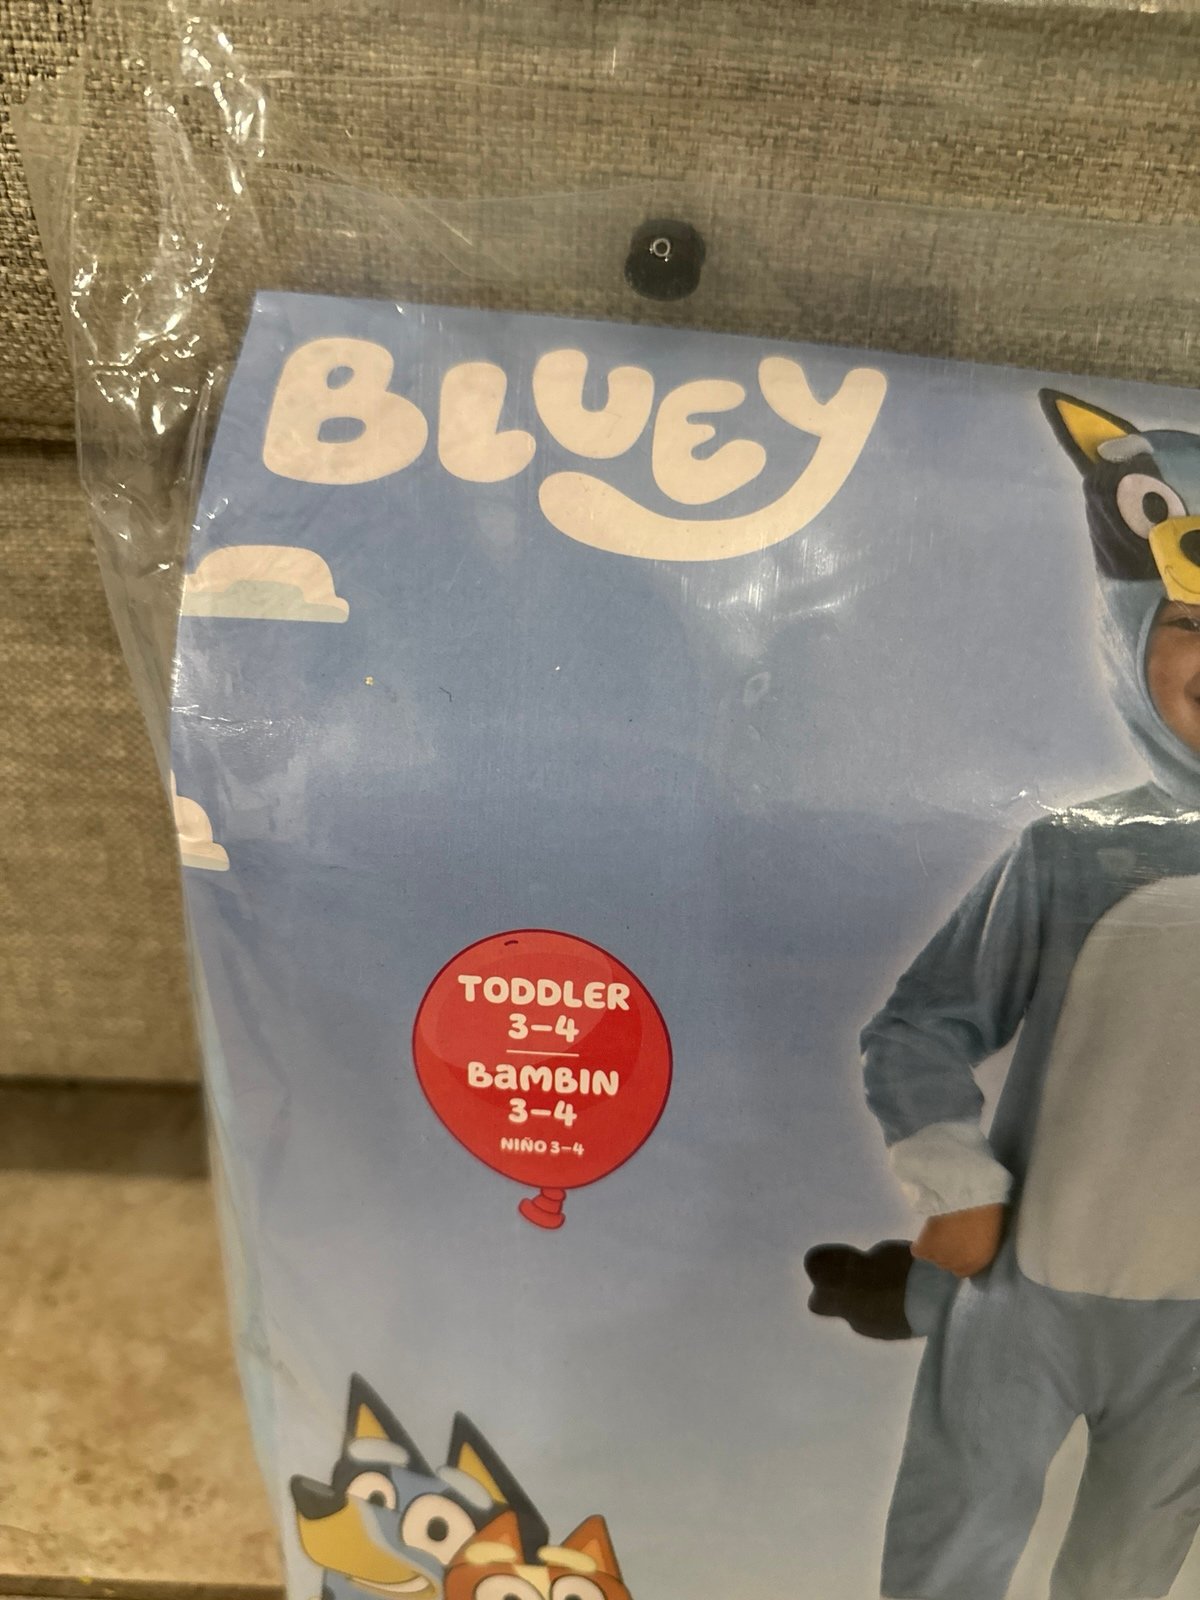 BLUEY
TODDLER
3-4
BaMBIN
3-4
NIÑO 3-4